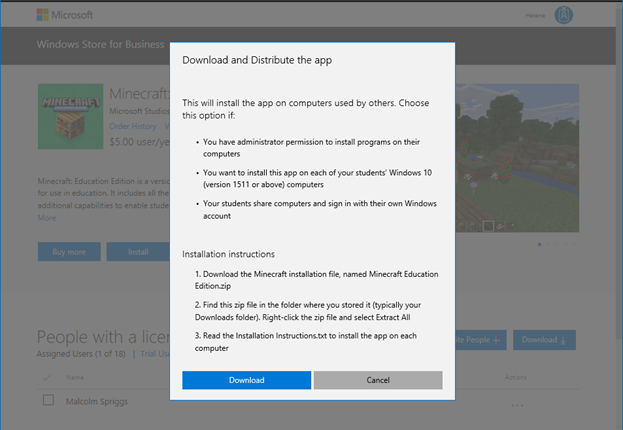 Microsoft
Helene
Windows Store for Business
Download and Distribute the app
MINECRAFT
Minecraft:
Microsoft Studios
Order History
$5.00 user/ye
This will install the app on computers used by others. Choose
this option if:
• You have administrator permission to install programs on their
computers
• You want to install this app on each of your students' Windows 10
(version 1511 or above) computers
• Your students share computers and sign in with their own Windows
account
Minecraft: Education Edition is a versi
for use in education. It includes all the
additional capabilities to enable stude
More
Buy more
Install
Installation instructions
1. Download the Minecraft installation file, named Minecraft Education
Edition.zip
2. Find this zip file in the folder where you stored it (typically your
Downloads folder). Right-click the zip file and select Extract All
3. Read the Installation Instructions.txt to install the app on each
computer
People with a licen
ite People +
Download ↓
Assigned Users (1 of 18) | Trial Use
Download
Cancel
Name
Actions
Malcolm Spriggs
...